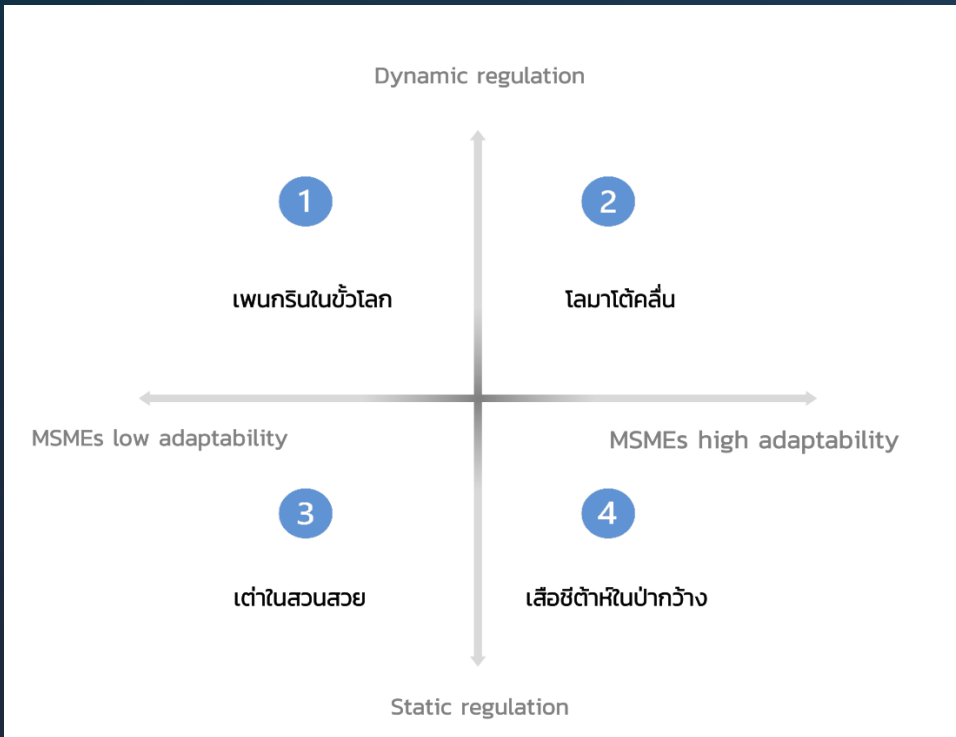 Dynamic regulation
1
2
เพนกรินในขั้วโลก
โลมาโต้คลื่น
MSMEs low adaptability
MSMEs high adaptability
3
4
เต่าในสวนสวย
เสือชีต้าห์ในป่ากว้าง
Static regulation